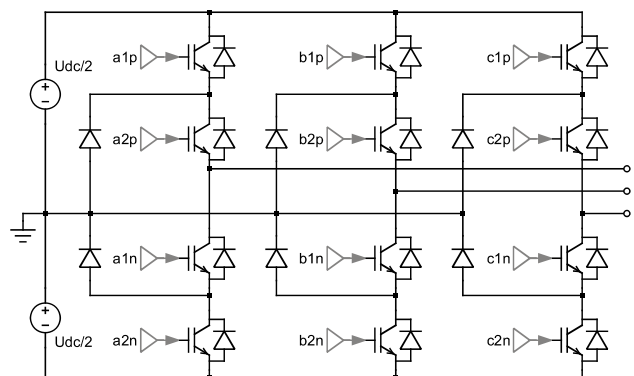 a1p b1p c1p
Udc/2
+
−
a2p b2p c2p
a1n b1n c1n
+
−
Udc/2
a2n b2n c2n